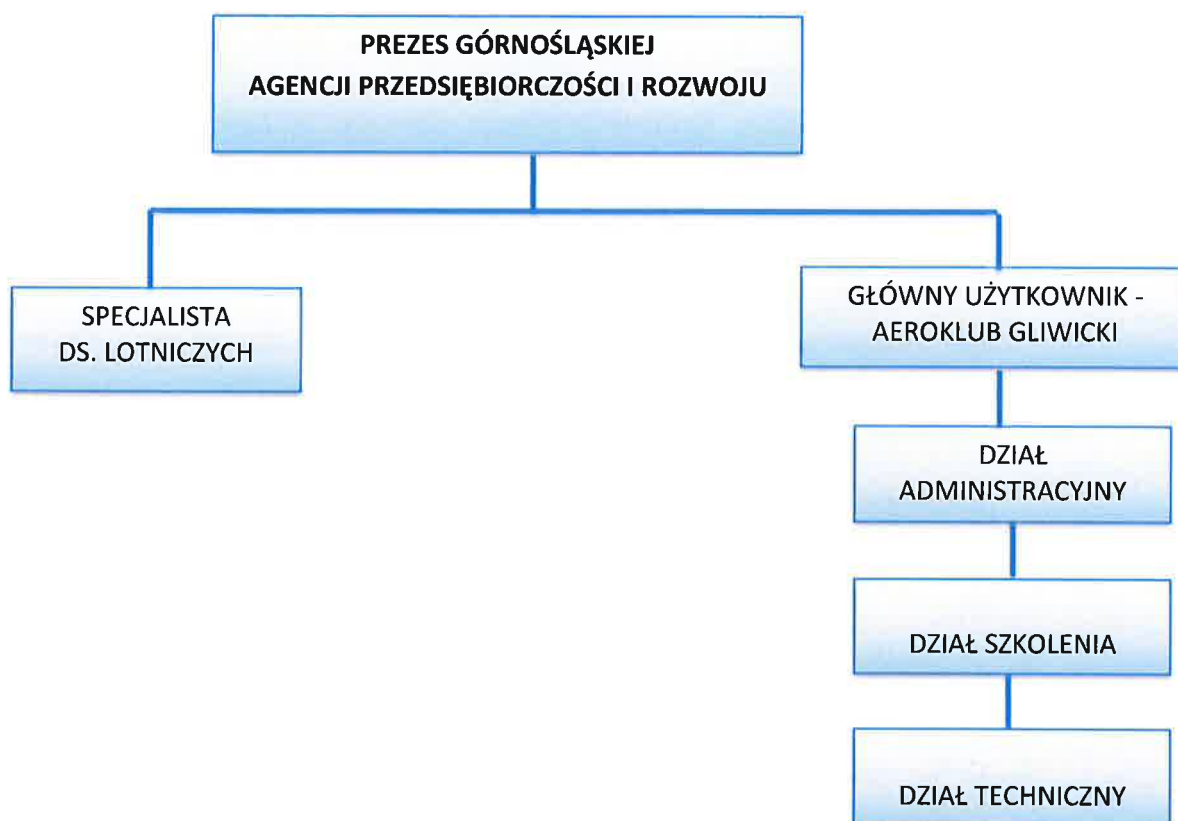 PREZES GÓRNOŚLĄSKIEJ
AGENCJI PRZEDSIĘBIORCZOŚCI I ROZWOJU
SPECJALISTA
DS. LOTNICZYCH
GŁÓWNY UŻYTKOWNIK -
AEROKLUB GLIWICKI
DZIAŁ
ADMINISTRACYJNY
DZIAŁ SZKOLENIA
DZIAŁ TECHNICZNY